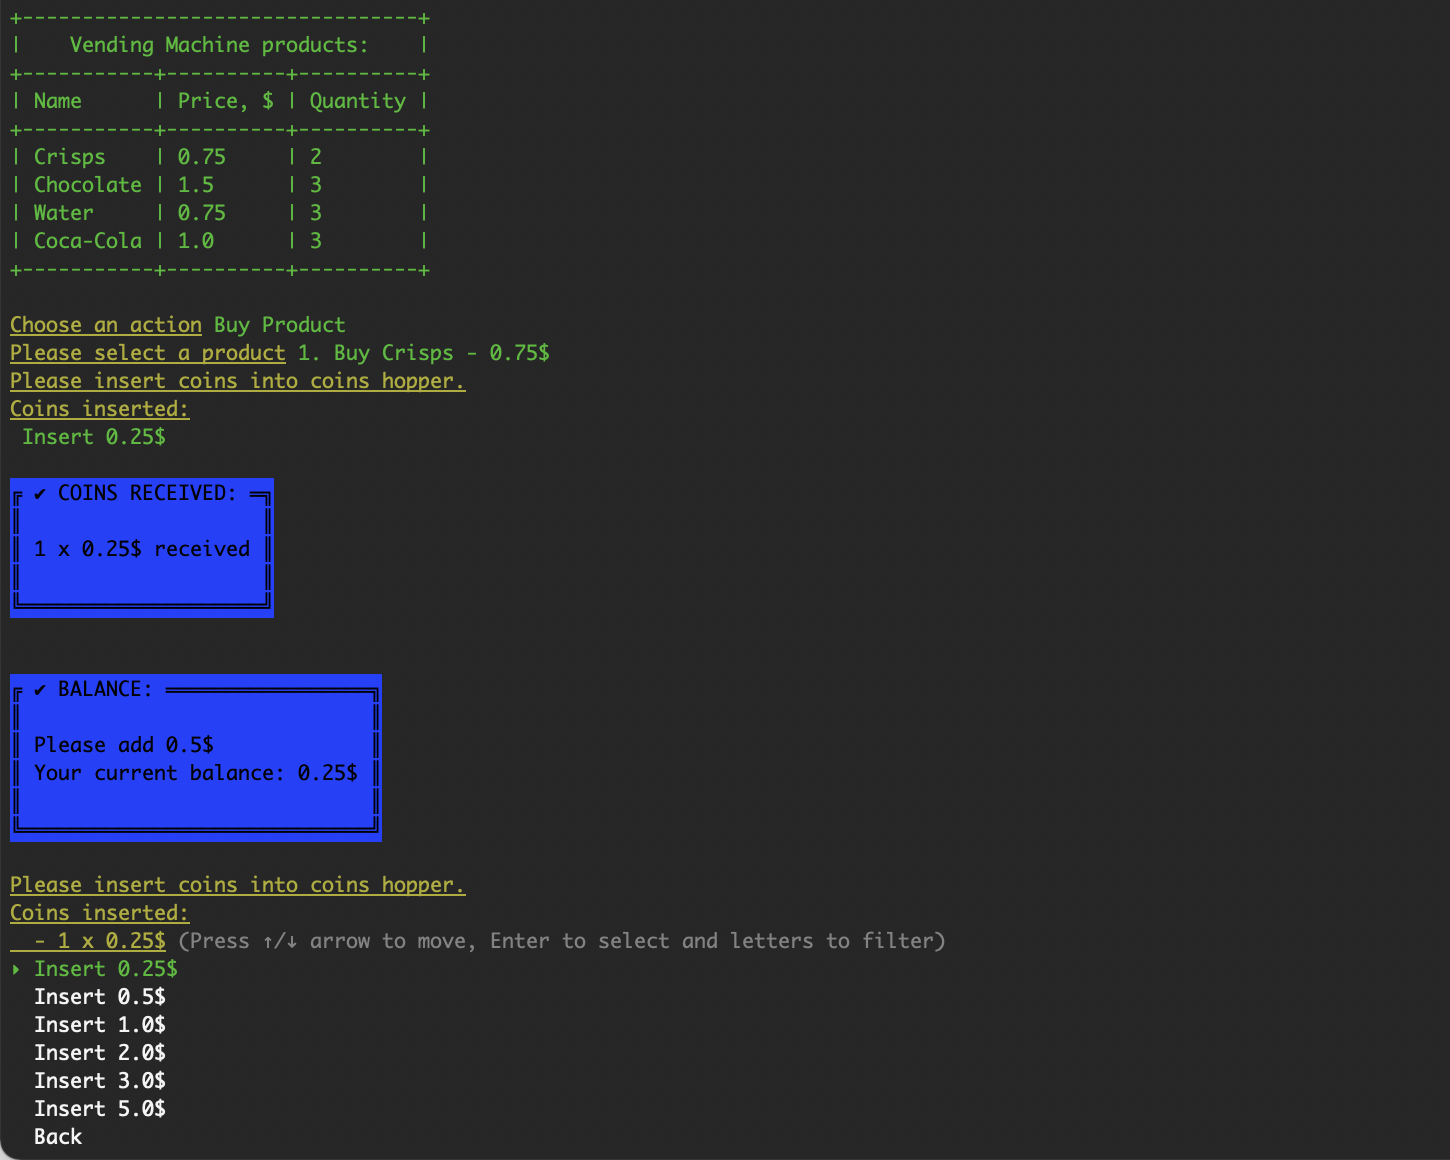 +---------------------------------+
|    Vending Machine products:    |
+-----------+----------+----------+
| Name      | Price, $ | Quantity |
+-----------+----------+----------+
| Crisps    | 0.75     | 2        |
| Chocolate | 1.5      | 3        |
| Water     | 0.75     | 3        |
| Coca-Cola | 1.0      | 3        |
+-----------+----------+----------+
Choose an action Buy Product
Please select a product 1. Buy Crisps - 0.75$
Please insert coins into coins hopper.
Coins inserted:
Insert 0.25$
✔ COINS RECEIVED:
1 x 0.25$ received
✔ BALANCE:
Please add 0.5$
Your current balance: 0.25$
Please insert coins into coins hopper.
Coins inserted:
- 1 x 0.25$ (Press ↑/↓ arrow to move, Enter to select and letters to filter)
‣ Insert 0.25$
Insert 0.5$
Insert 1.0$
Insert 2.0$
Insert 3.0$
Insert 5.0$
Back